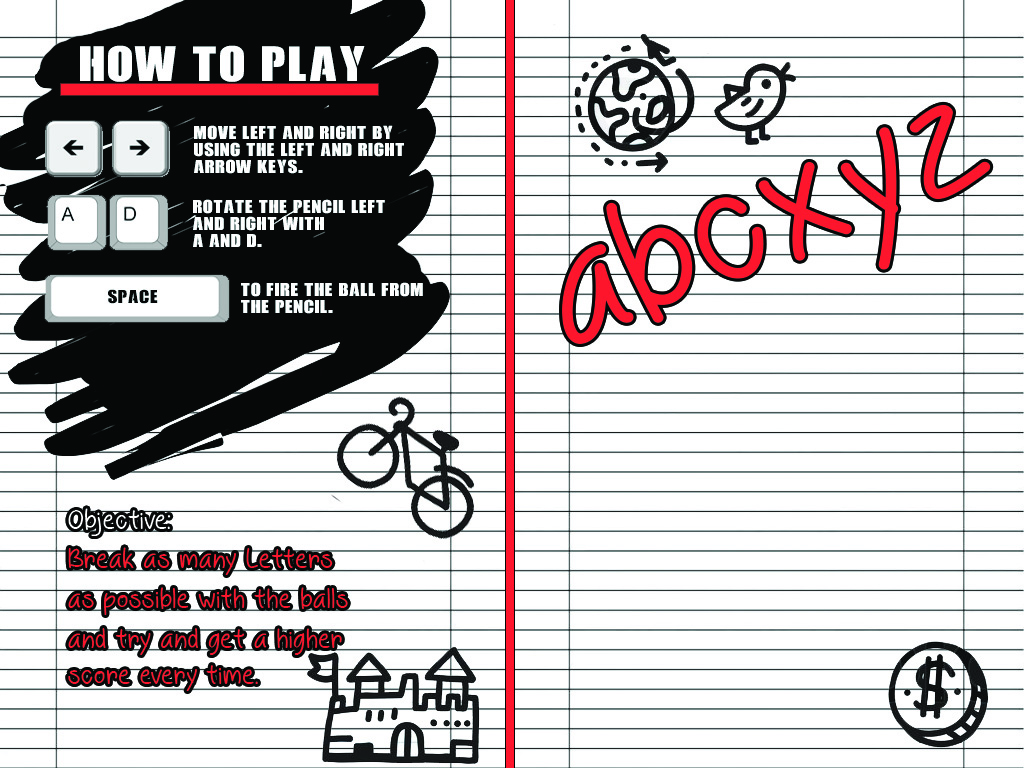 HOW TO PLAY
← →
MOVE LEFT AND RIGHT BY
USING THE LEFT AND RIGHT
ARROW KEYS.
A D
ROTATE THE PENCIL LEFT
AND RIGHT WITH
A AND D.
SPACE
TO FIRE THE BALL FROM
THE PENCIL.
Objective:
Break as many Letters
as possible with the balls
and try and get a higher
score every time.
abcxyz
$